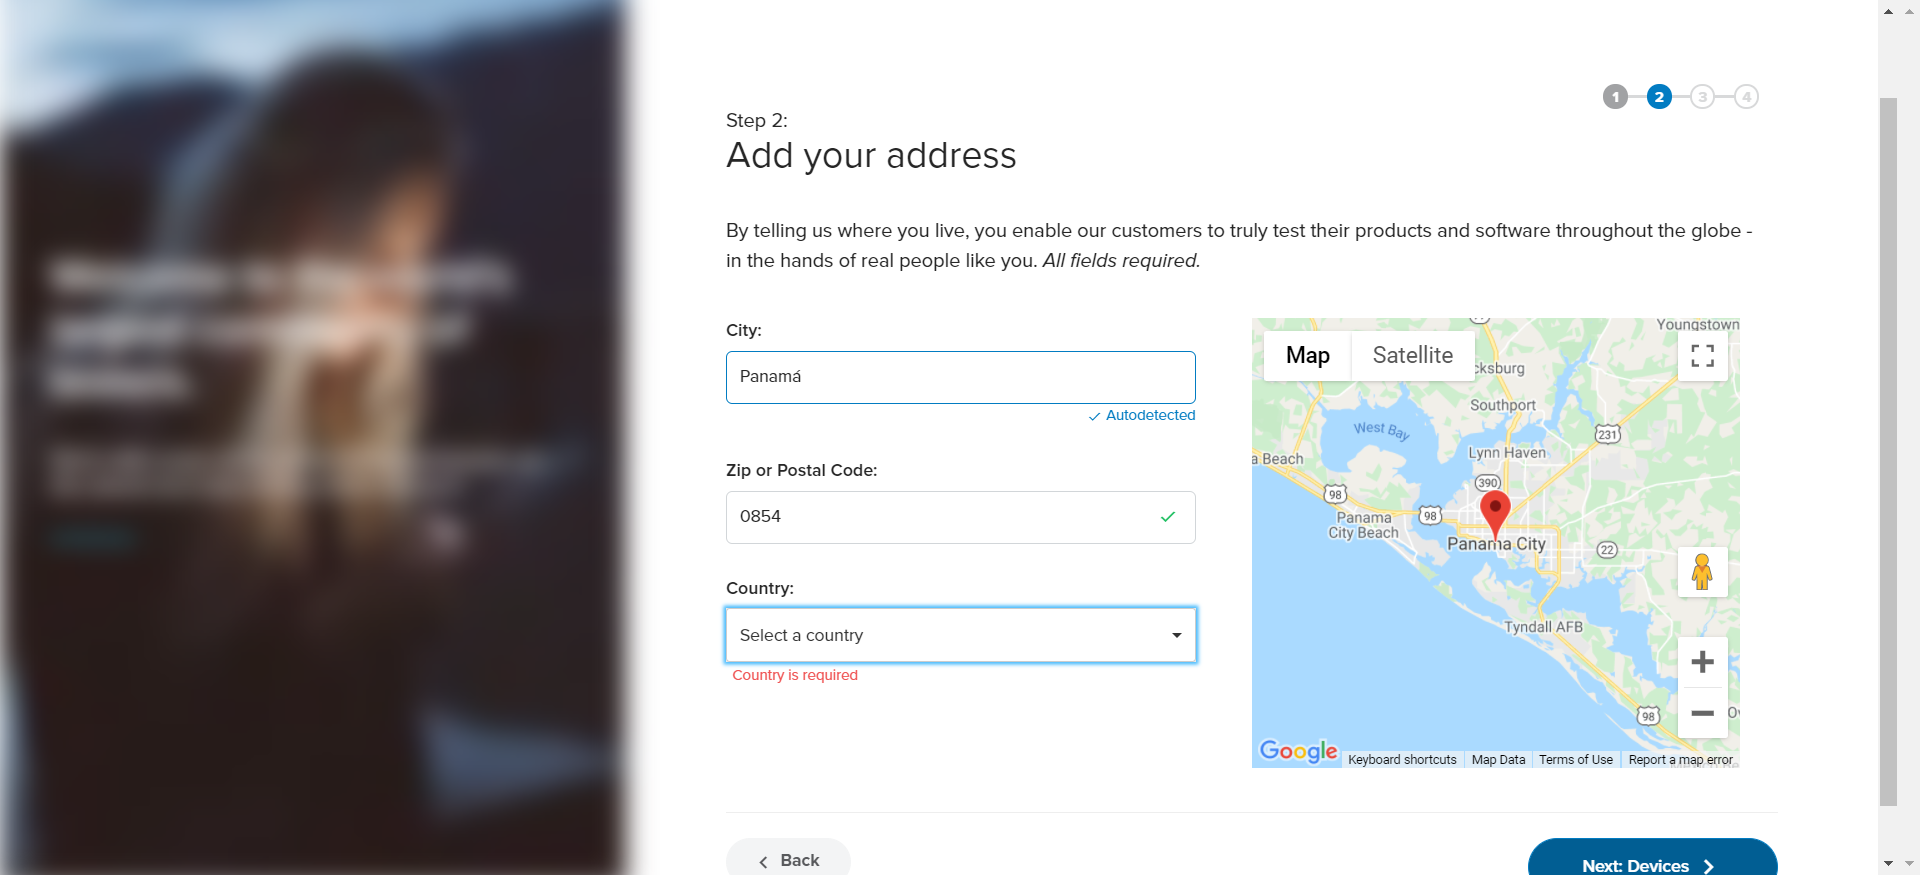 1 2 3 4
Step 2:
Add your address
By telling us where you live, you enable our customers to truly test their products and software throughout the globe -
in the hands of real people like you. All fields required.
City:
Panamá
Autodetected
Zip or Postal Code:
0854
Country:
Select a country
Country is required
Youngstown
Map Satellite
cksburg
Southport
West Bay
231
a Beach
Lynn Haven
390
98
98
Panama
City Beach
Panama City
22
Tyndall AFB
98
Google
Keyboard shortcuts Map Data Terms of Use Report a map error
Back
Next: Devices